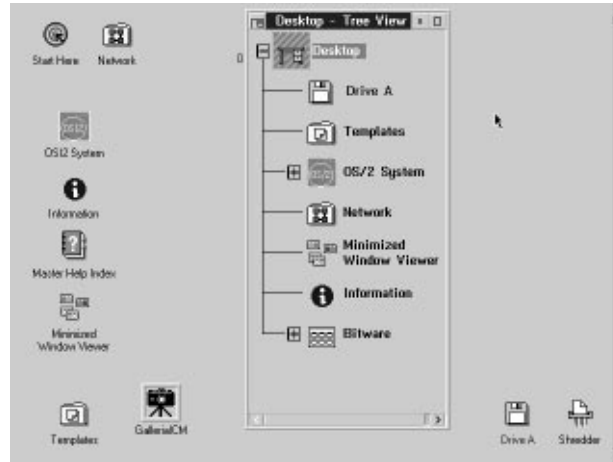 Desktop - Tree View
Start Here
Network
Desktop
Drive A
Templates
OS/2 System
OS/2 System
Information
Network
Master Help Index
Minimized
Window Viewer
Information
Minimized
Window Viewer
Bitware
Templates
GalleriaCM
Drive A
Shredder